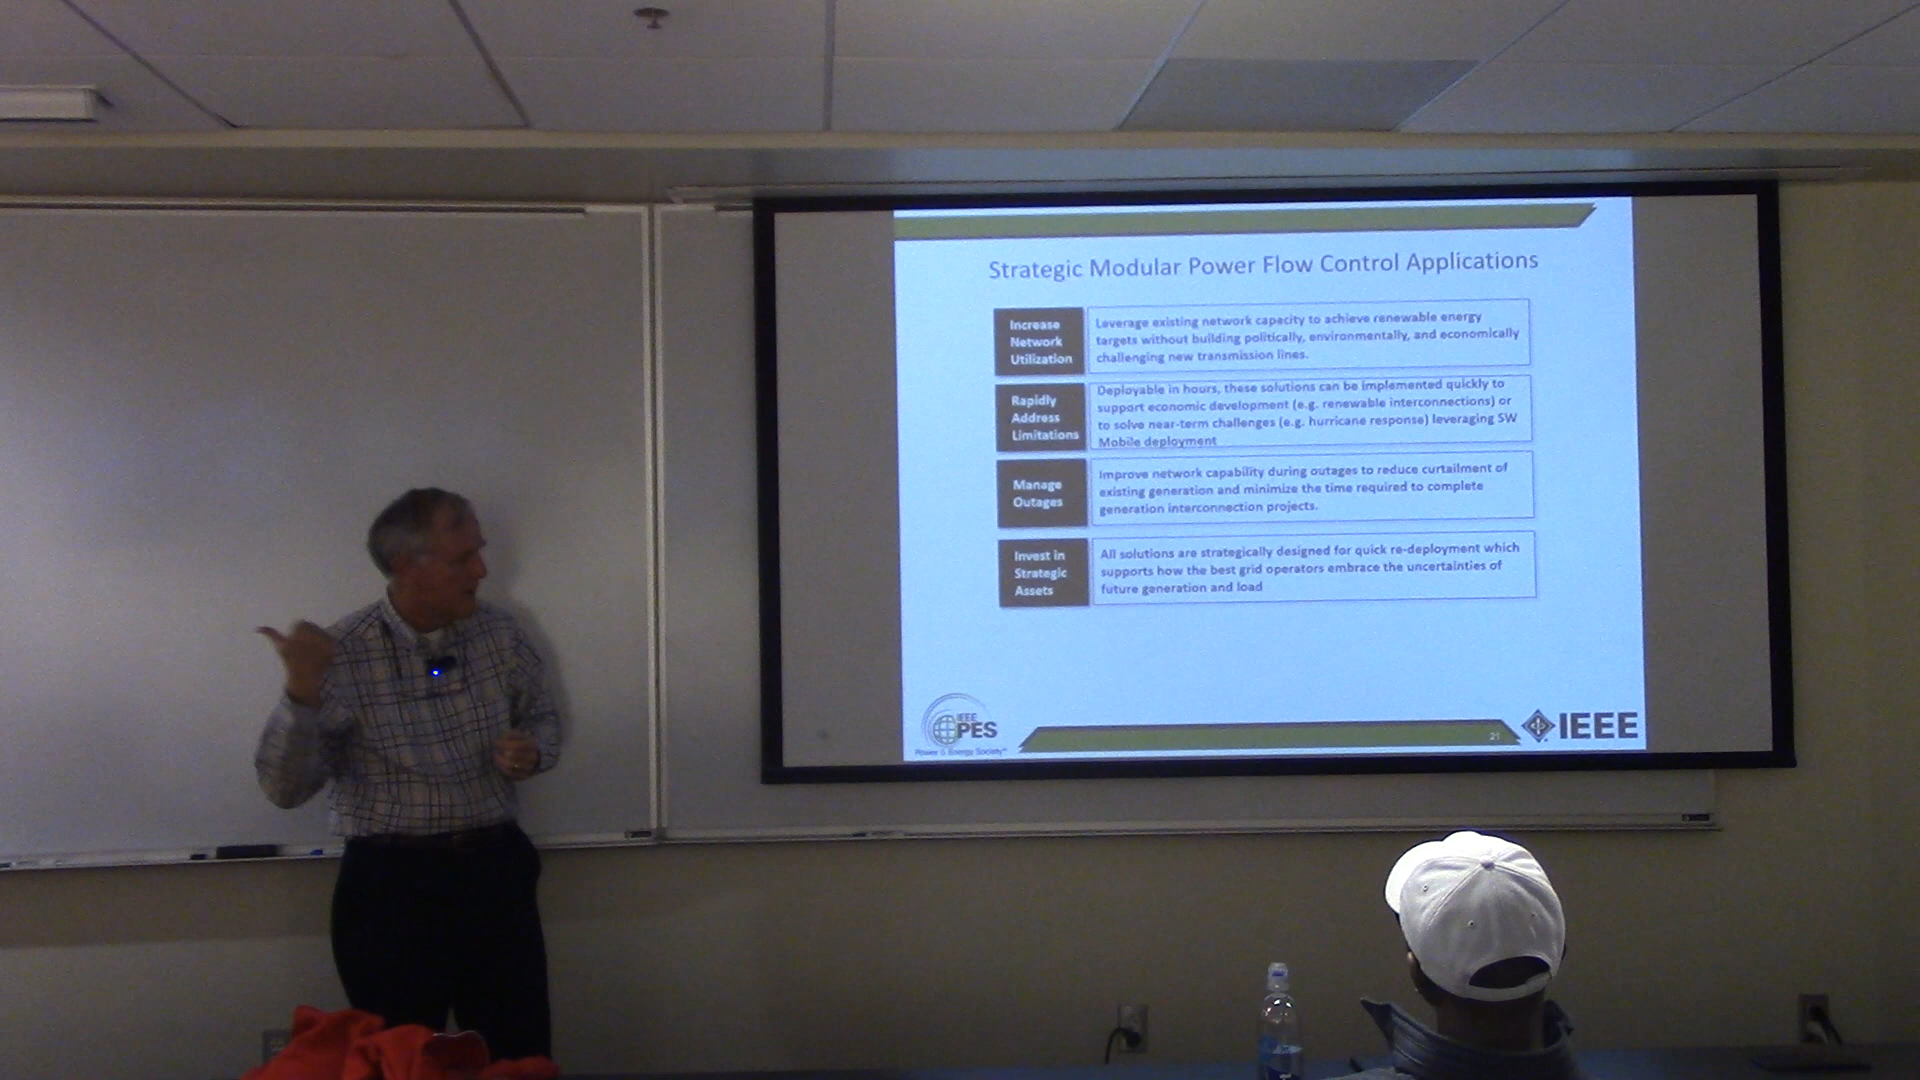 Strategic Modular Power Flow Control Applications
Increase
Network
Utilization
Leverage existing network capacity to achieve renewable energy
targets without building politically, environmentally, and economically
challenging new transmission lines.
Rapidly
Address
Limitations
Deployable in hours, these solutions can be implemented quickly to
support economic development (e.g. renewable interconnections) or
to solve near-term challenges (e.g. hurricane response) leveraging SW
Mobile deployment
Manage
Outages
Improve network capability during outages to reduce curtailment of
existing generation and minimize the time required to complete
generation interconnection projects.
Invest in
Strategic
Assets
All solutions are strategically designed for quick re-deployment which
supports how the best grid operators embrace the uncertainties of
future generation and load
IEEE
PES
Power & Energy Society™
21
IEEE